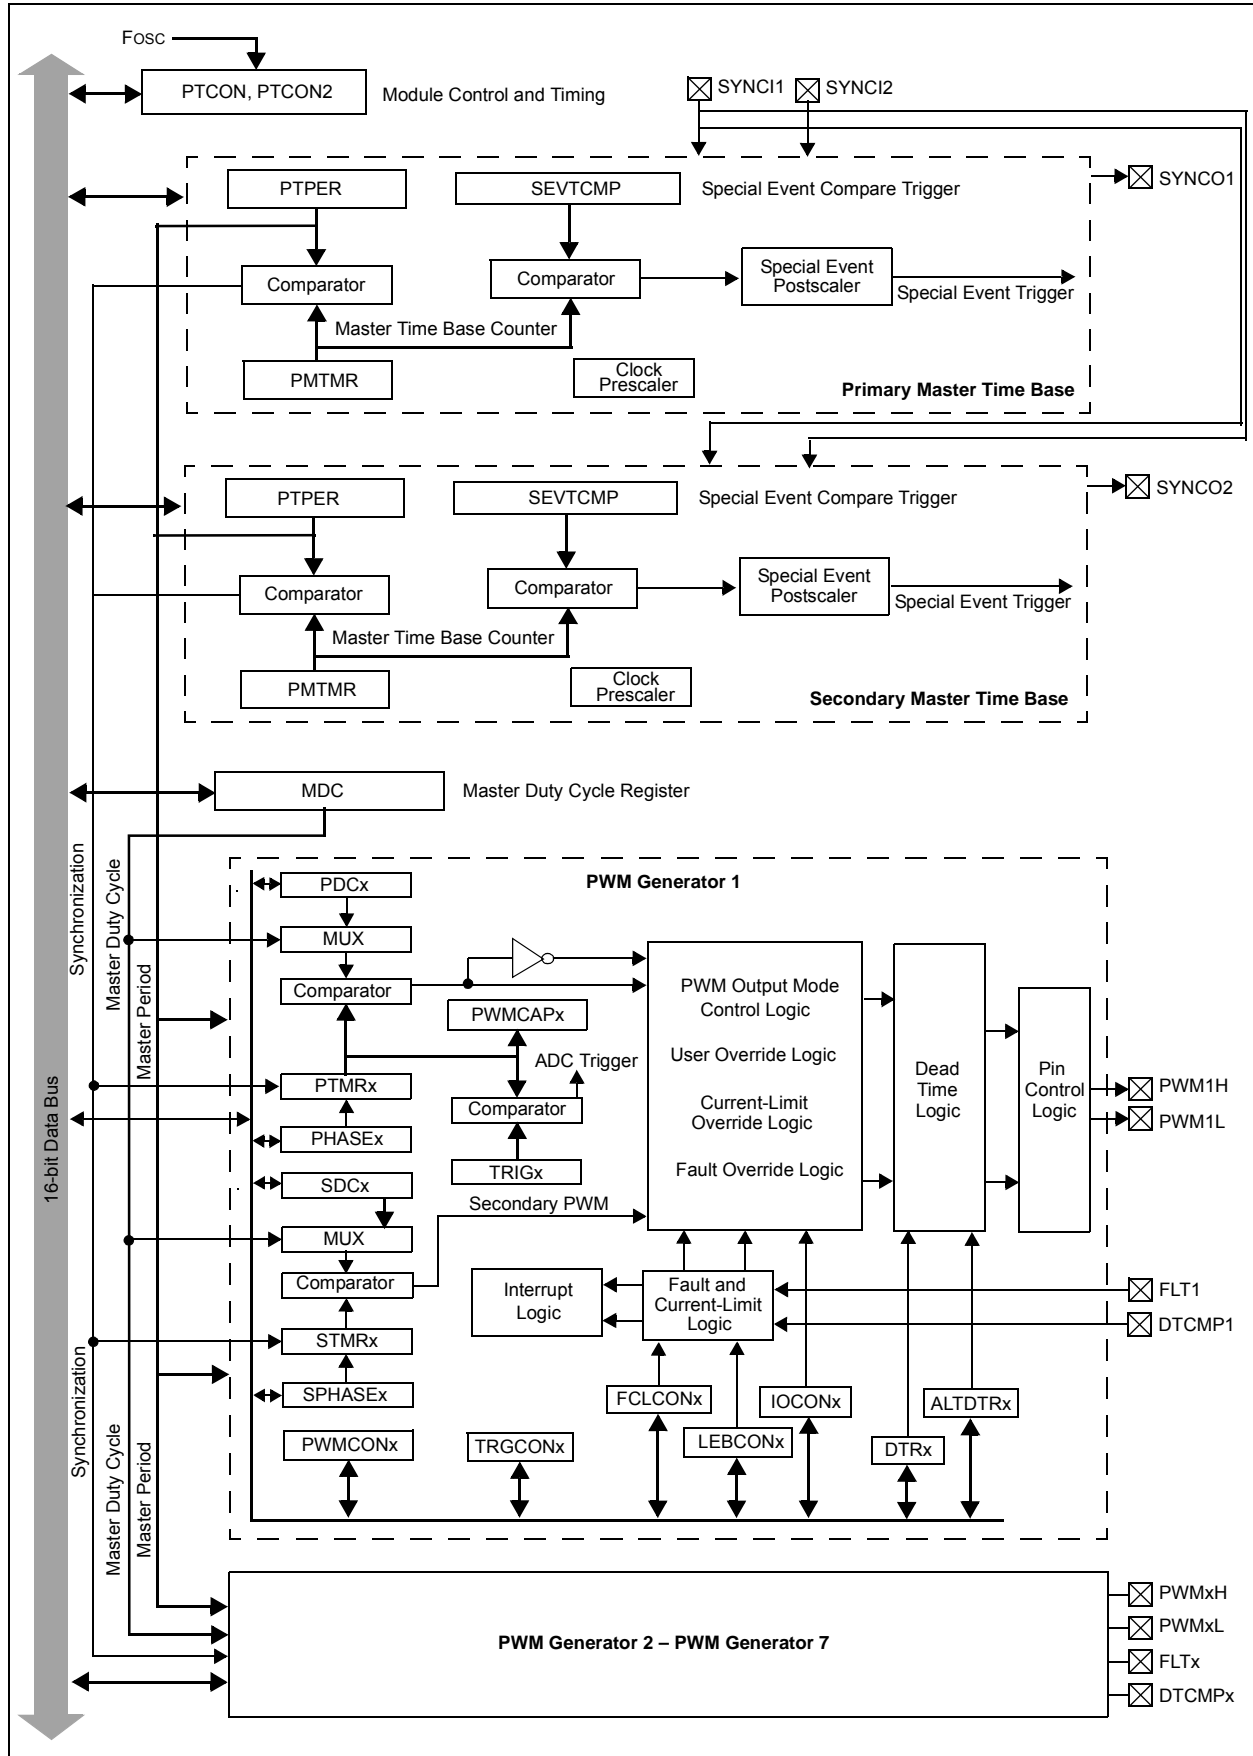 FOSC
PTCON, PTCON2
Module Control and Timing
SYNCI1
SYNCI2
PTPER
SEVTCMP
Special Event Compare Trigger
SYNCO1
Comparator
Comparator
Special Event
Postscaler
Special Event Trigger
Master Time Base Counter
PMTMR
Clock
Prescaler
Primary Master Time Base
PTPER
SEVTCMP
Special Event Compare Trigger
SYNCO2
Comparator
Comparator
Special Event
Postscaler
Special Event Trigger
Master Time Base Counter
PMTMR
Clock
Prescaler
Secondary Master Time Base
MDC
Master Duty Cycle Register
16-bit Data Bus
Synchronization
Master Duty Cycle
Master Period
PWM Generator 1
PDCx
MUX
Comparator
PWMCAPx
ADC Trigger
PTMRx
Comparator
PHASEx
TRIGx
SDCx
Secondary PWM
MUX
Comparator
STMRx
SPHASEx
PWM Output Mode
Control Logic
User Override Logic
Current-Limit
Override Logic
Fault Override Logic
Dead
Time
Logic
Pin
Control
Logic
PWM1H
PWM1L
Interrupt
Logic
Fault and
Current-Limit
Logic
FLT1
DTCMP1
Synchronization
Master Duty Cycle
Master Period
PWMCONx
TRGCONx
FCLCONx
LEBCONx
IOCONx
DTRx
ALTDTRx
PWM Generator 2 – PWM Generator 7
PWMxH
PWMxL
FLTx
DTCMPx